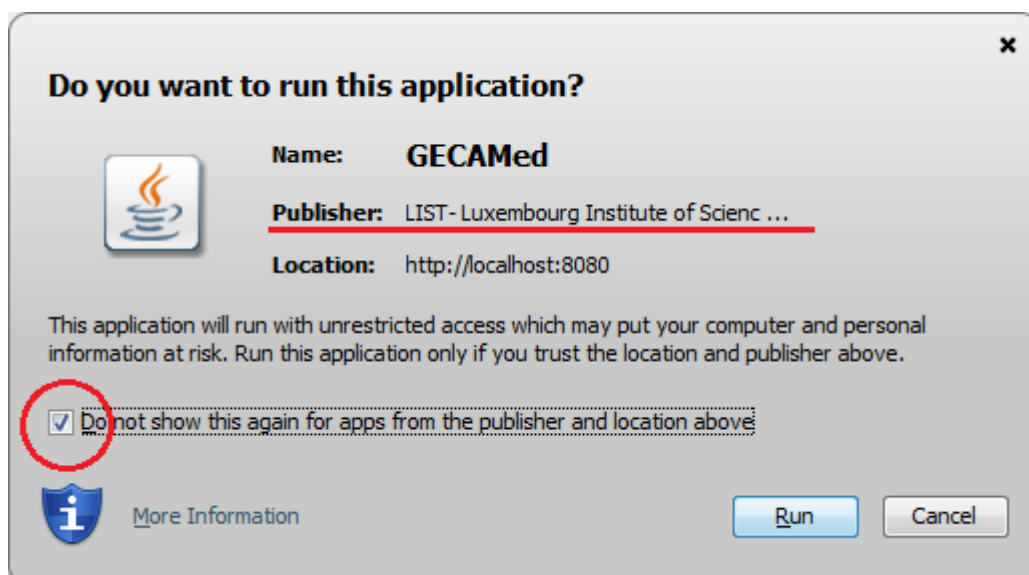 Do you want to run this application?
Name: GECAMed
Publisher: LIST-Luxembourg Institute of Scienc ...
Location: http://localhost:8080
This application will run with unrestricted access which may put your computer and personal
information at risk. Run this application only if you trust the location and publisher above.
Do not show this again for apps from the publisher and location above
More Information
Run
Cancel